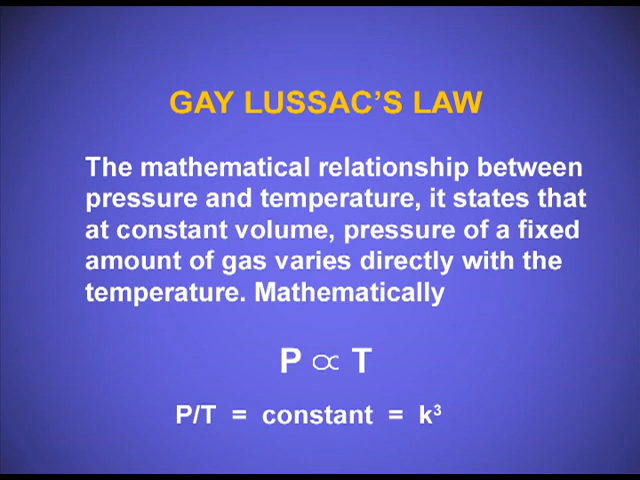 GAY LUSSAC’S LAW
The mathematical relationship between
pressure and temperature, it states that
at constant volume, pressure of a fixed
amount of gas varies directly with the
temperature. Mathematically
P ∝ T
P/T = constant = k³